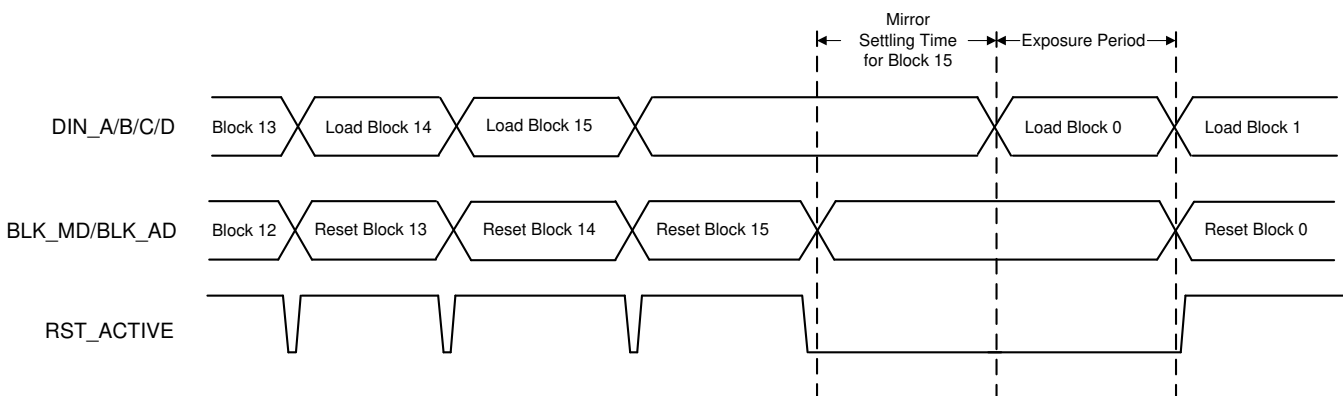 Mirror
Settling Time
for Block 15
Exposure Period
DIN_A/B/C/D
Block 13
Load Block 14
Load Block 15
Load Block 0
Load Block 1
BLK_MD/BLK_AD
Block 12
Reset Block 13
Reset Block 14
Reset Block 15
Reset Block 0
RST_ACTIVE